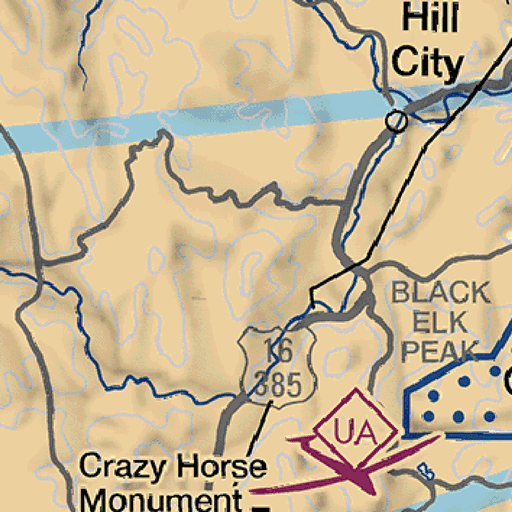 Hill
City
BLACK
ELK
PEAK
16
385
UA
Crazy Horse
Monument